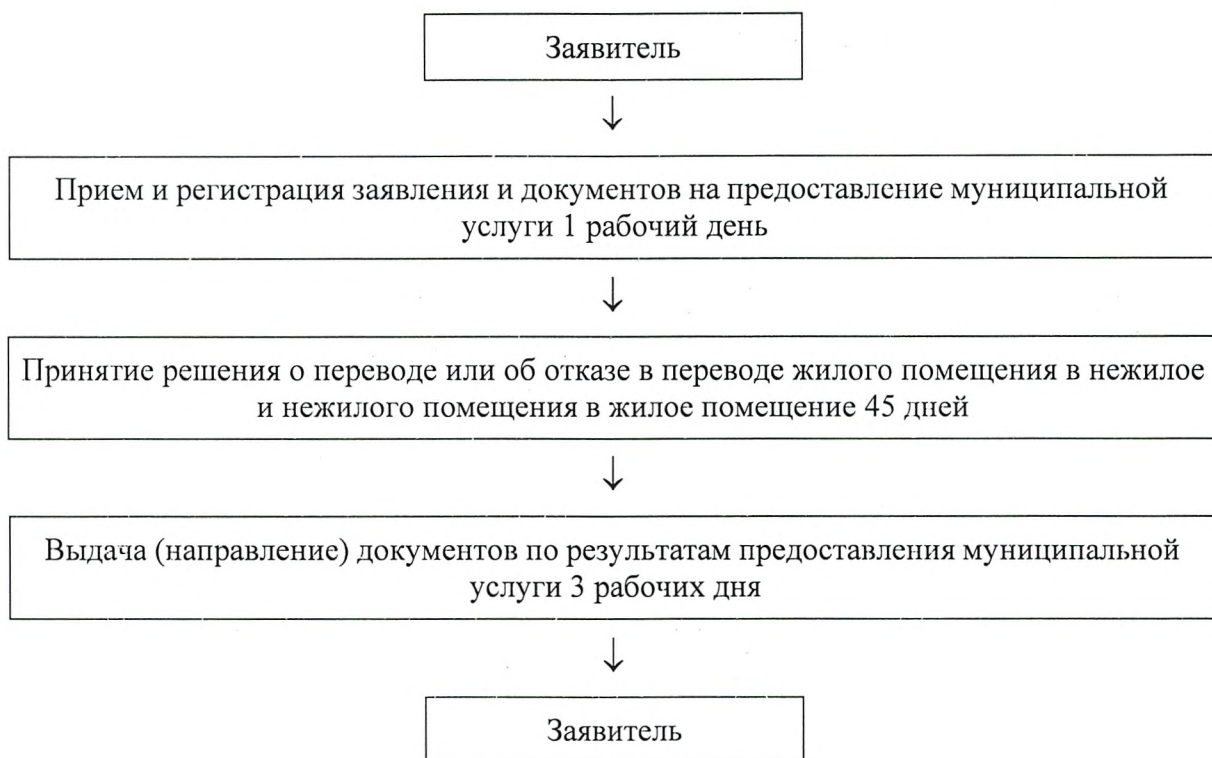 Заявитель
↓
Прием и регистрация заявления и документов на предоставление муниципальной
услуги 1 рабочий день
↓
Принятие решения о переводе или об отказе в переводе жилого помещения в нежилое
и нежилого помещения в жилое помещение 45 дней
↓
Выдача (направление) документов по результатам предоставления муниципальной
услуги 3 рабочих дня
↓
Заявитель